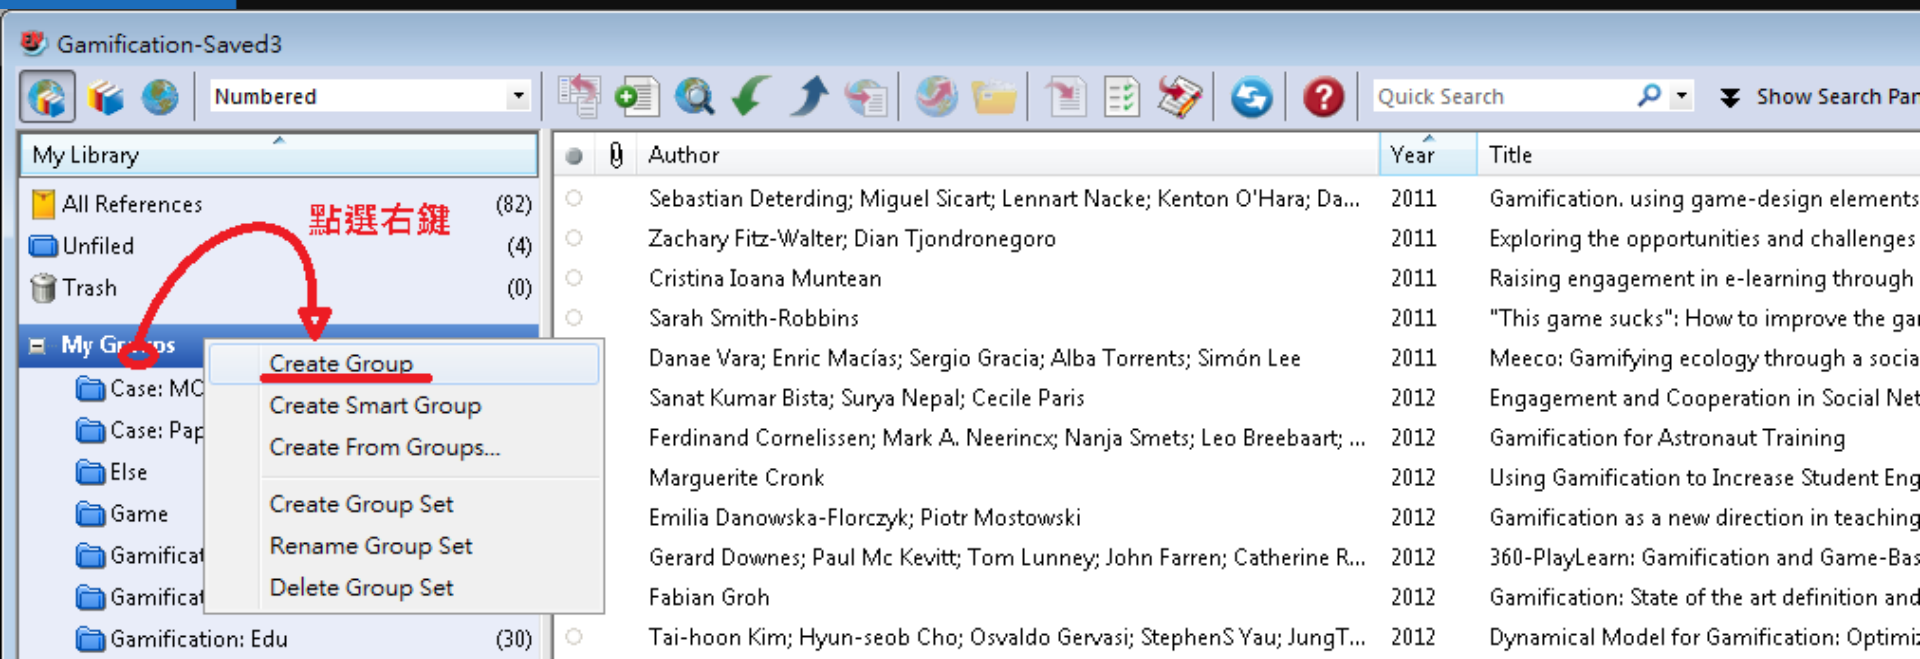 Gamification-Saved3
Numbered
Quick Search
Show Search Pan
My Library
Author Year Title
All References (82)
點選右鍵
Unfiled (4)
Trash (0)
My Groups
Case: MC
Case: Pap
Else
Game
Gamificat
Gamificat
Gamification: Edu (30)
Create Group
Create Smart Group
Create From Groups...
Create Group Set
Rename Group Set
Delete Group Set
Sebastian Deterding; Miguel Sicart; Lennart Nacke; Kenton O'Hara; Da... 2011 Gamification. using game-design elements
Zachary Fitz-Walter; Dian Tjondronegoro 2011 Exploring the opportunities and challenges
Cristina Ioana Muntean 2011 Raising engagement in e-learning through
Sarah Smith-Robbins 2011 "This game sucks": How to improve the gar
Danae Vara; Enric Macías; Sergio Gracia; Alba Torrents; Simón Lee 2011 Meeco: Gamifying ecology through a socia
Sanat Kumar Bista; Surya Nepal; Cecile Paris 2012 Engagement and Cooperation in Social Net
Ferdinand Cornelissen; Mark A. Neerincx; Nanja Smets; Leo Breebaart; ... 2012 Gamification for Astronaut Training
Marguerite Cronk 2012 Using Gamification to Increase Student Eng
Emilia Danowska-Florczyk; Piotr Mostowski 2012 Gamification as a new direction in teaching
Gerard Downes; Paul Mc Kevitt; Tom Lunney; John Farren; Catherine R... 2012 360-PlayLearn: Gamification and Game-Bas
Fabian Groh 2012 Gamification: State of the art definition and
Tai-hoon Kim; Hyun-seob Cho; Osvaldo Gervasi; StephenS Yau; JungT... 2012 Dynamical Model for Gamification: Optimiz